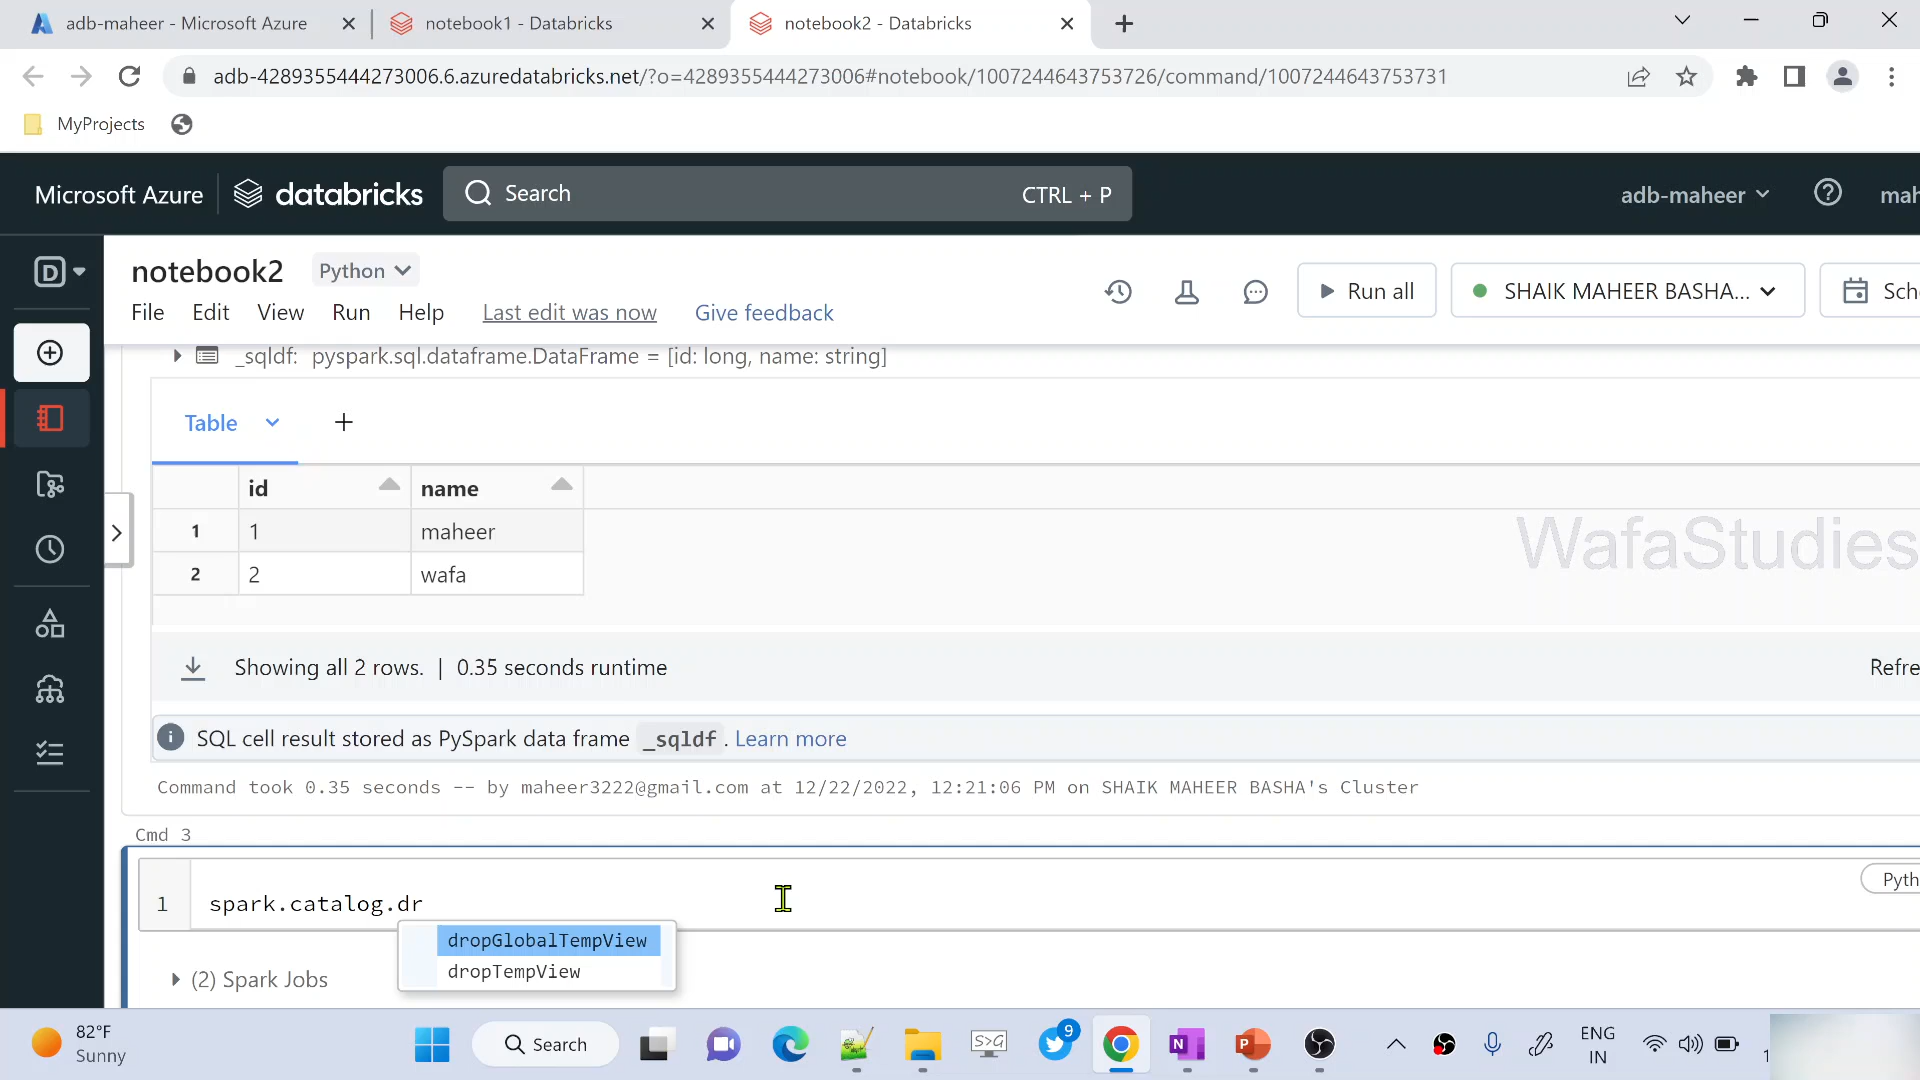 adb-maheer - Microsoft Azure
notebook1 - Databricks
notebook2 - Databricks
adb-4289355444273006.6.azuredatabricks.net/?o=4289355444273006#notebook/1007244643753726/command/1007244643753731
MyProjects
Microsoft Azure
databricks
Search
CTRL + P
adb-maheer
mah
notebook2
Python
File
Edit
View
Run
Help
Last edit was now
Give feedback
Run all
SHAIK MAHEER BASHA...
Sch
_sqldf: pyspark.sql.dataframe.DataFrame = [id: long, name: string]
Table
id name
1 1 maheer
2 2 wafa
WafaStudies
Showing all 2 rows. | 0.35 seconds runtime
Refre
SQL cell result stored as PySpark data frame _sqldf. Learn more
Command took 0.35 seconds -- by maheer3222@gmail.com at 12/22/2022, 12:21:06 PM on SHAIK MAHEER BASHA's Cluster
Cmd 3
Pyth
1 spark.catalog.dr
dropGlobalTempView
dropTempView
(2) Spark Jobs
82°F
Sunny
Search
S>G
9
ENG
IN
1